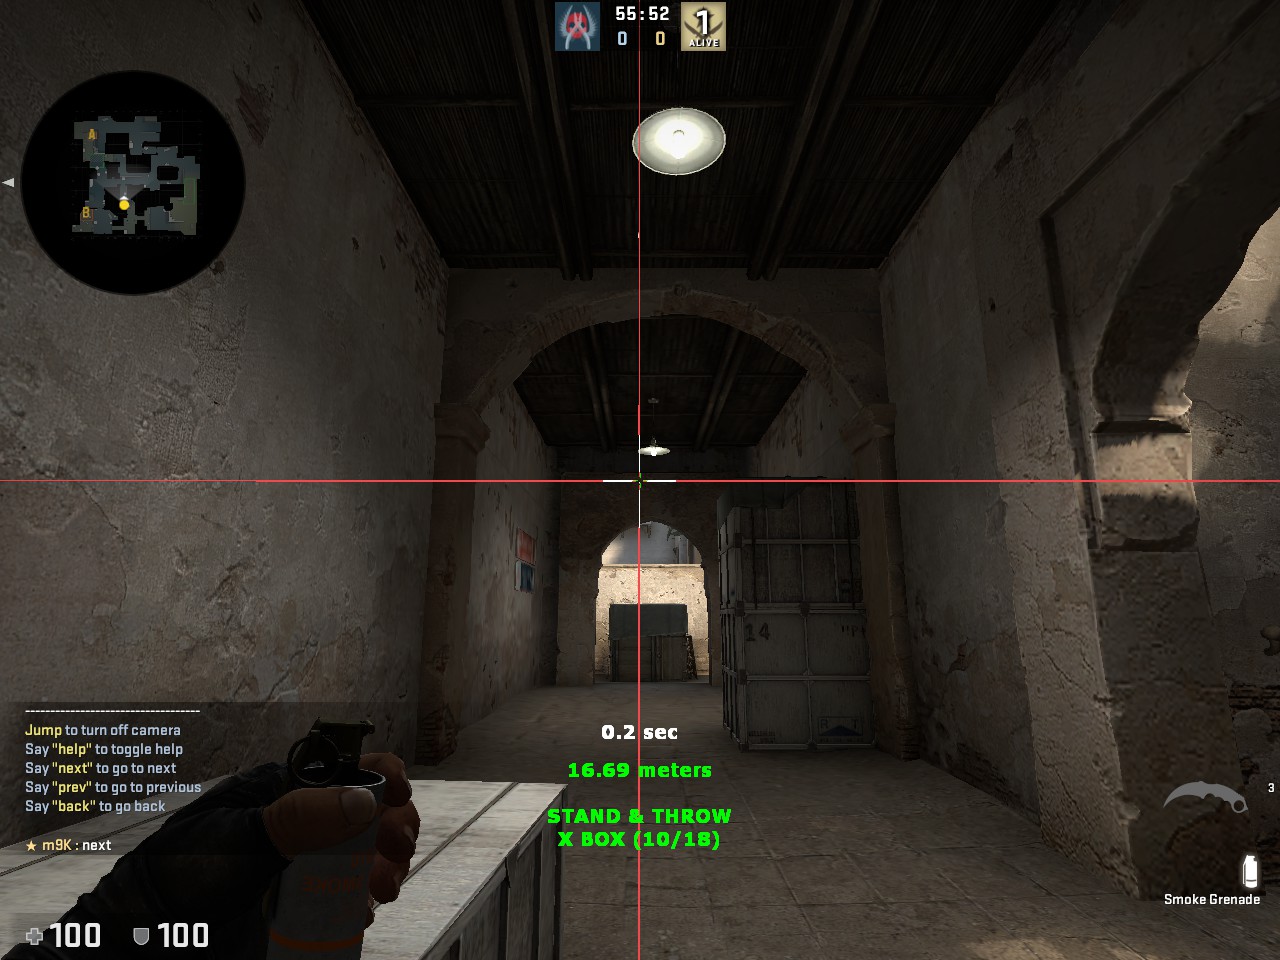 55:52
0 0
1
ALIVE
A
B
------------------------------------
Jump to turn off camera
Say "help" to toggle help
Say "next" to go to next
Say "prev" to go to previous
Say "back" to go back
★ m9K : next
0.2 sec
16.69 meters
STAND & THROW
X BOX (10/18)
14
3
Smoke Grenade
100 100